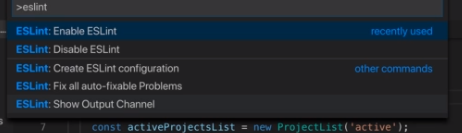 >eslint
ESLint: Enable ESLint recently used
ESLint: Disable ESLint
ESLint: Create ESLint configuration other commands
ESLint: Fix all auto-fixable Problems
ESLint: Show Output Channel
7 const activeProjectsList = new ProjectList('active');